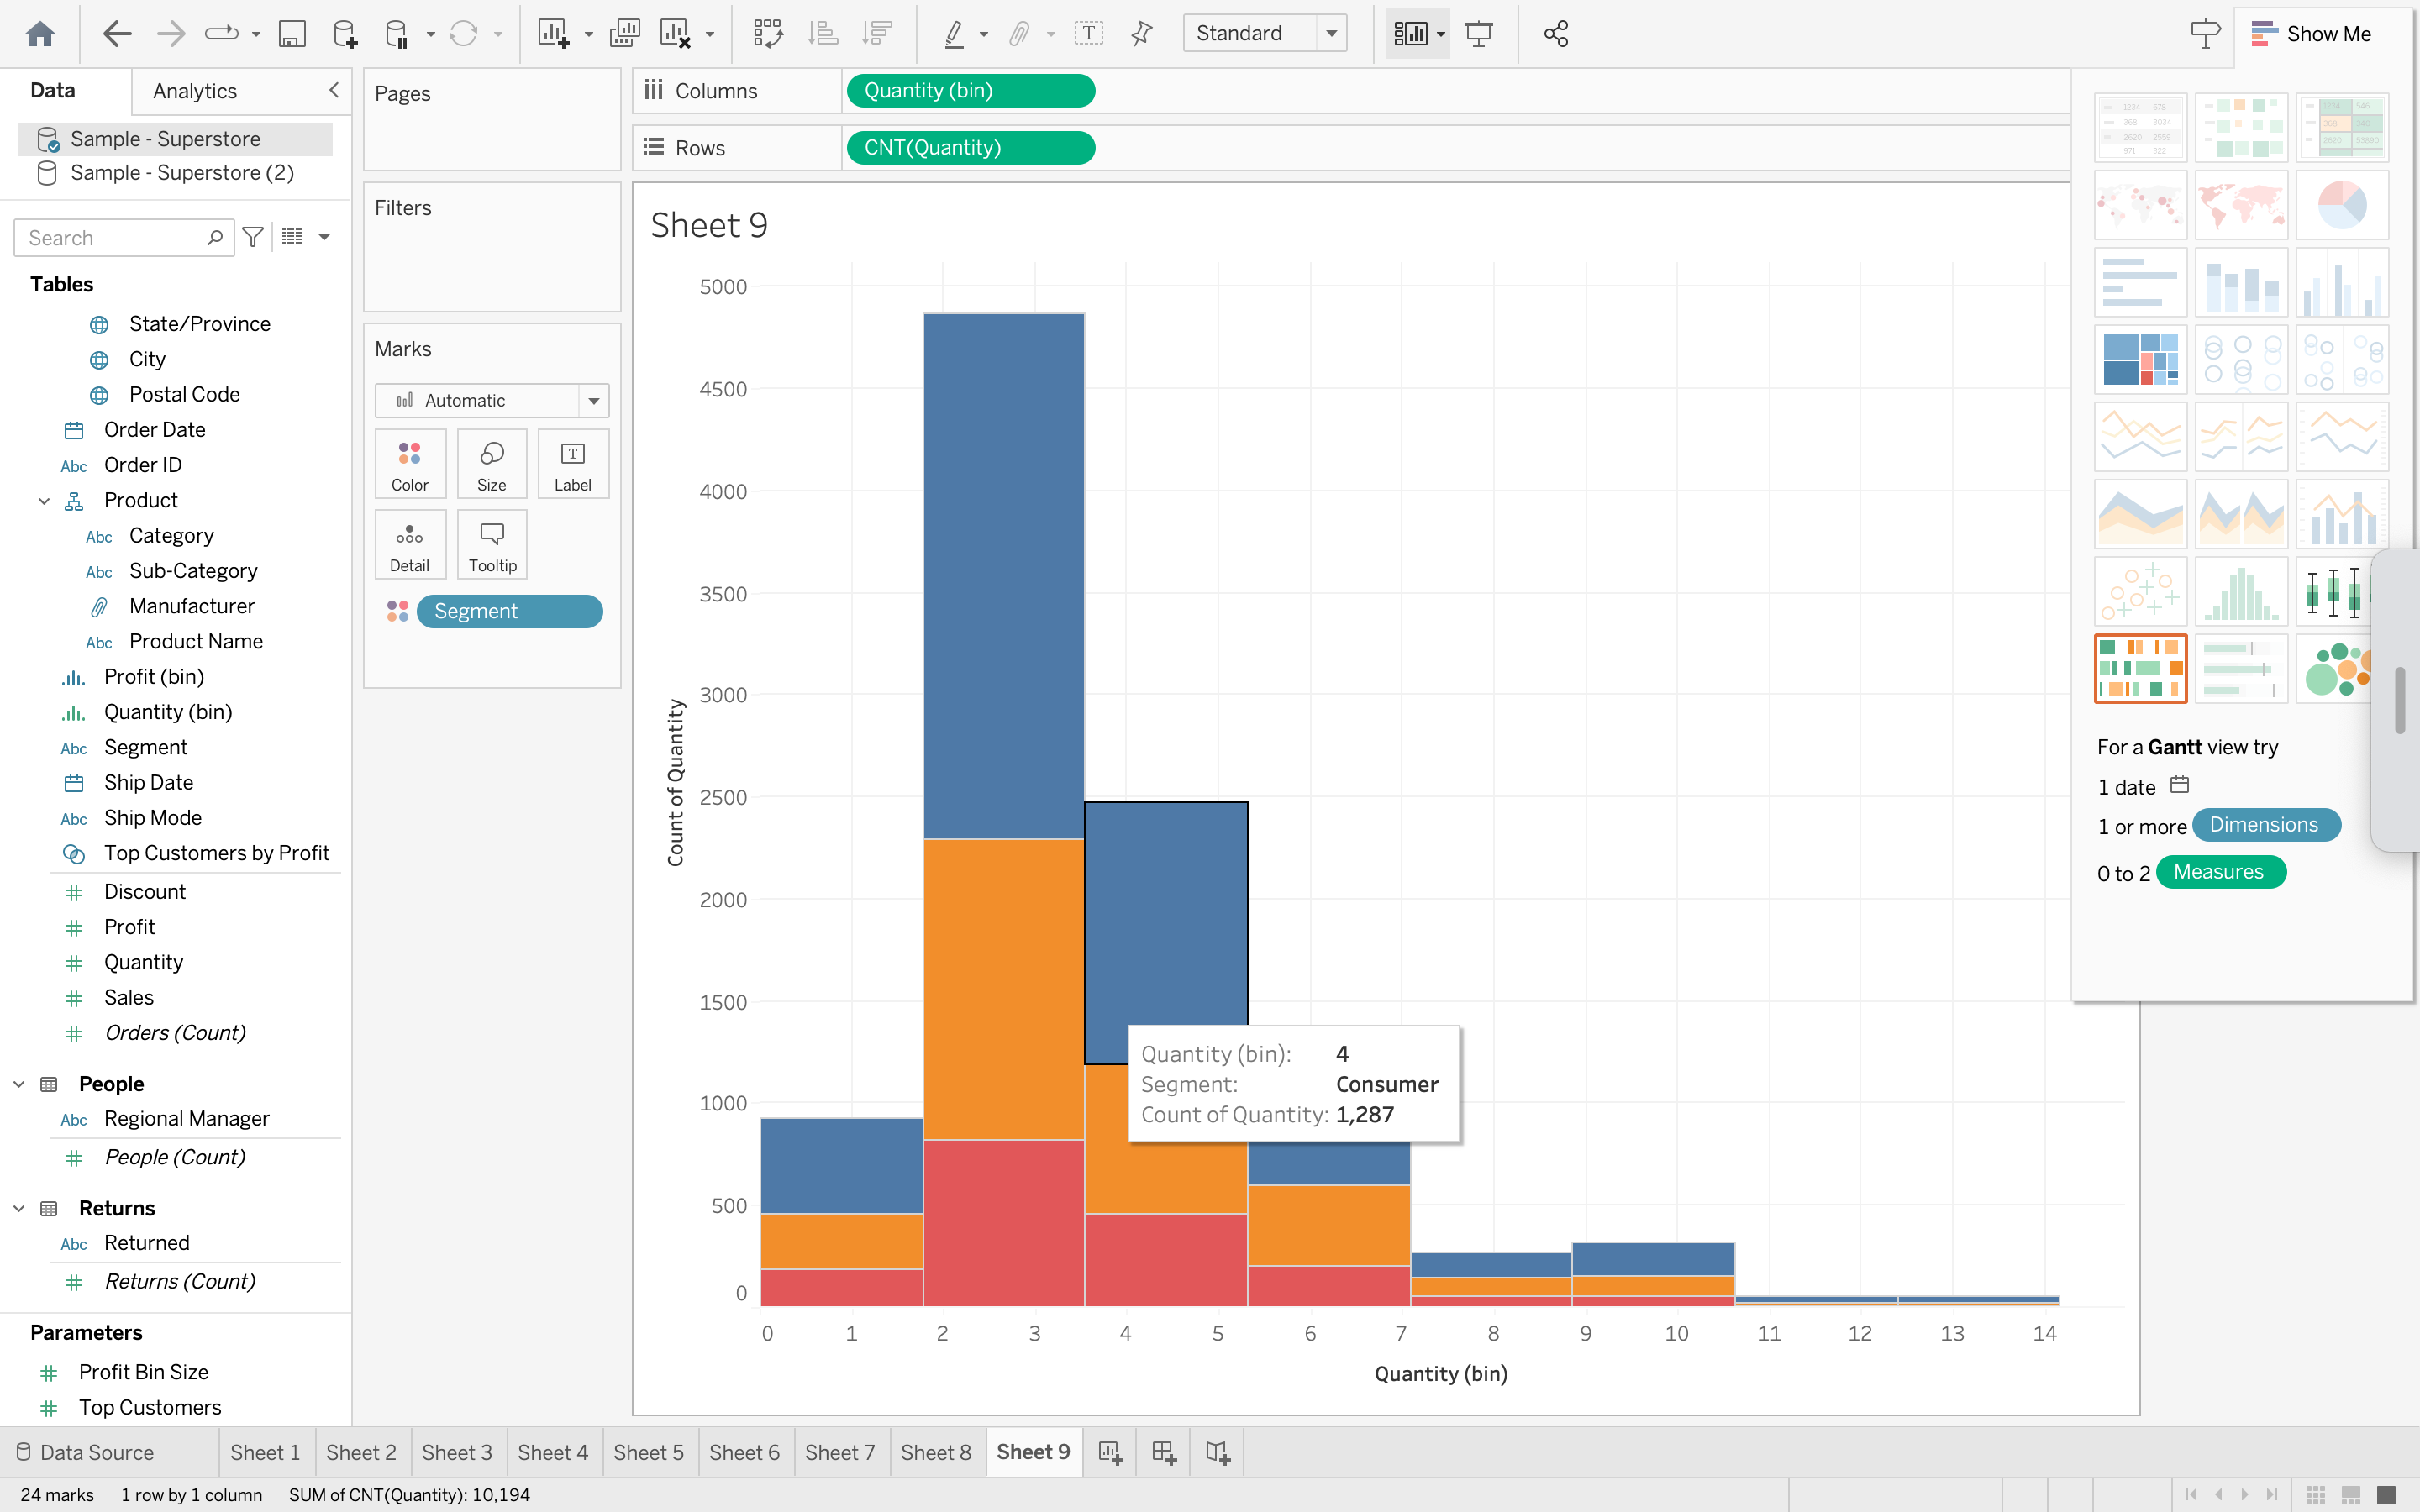 Standard
Show Me
Data
Analytics
Sample - Superstore
Sample - Superstore (2)
Search
Tables
State/Province
City
Postal Code
Order Date
Abc Order ID
Product
Abc Category
Abc Sub-Category
Manufacturer
Abc Product Name
Profit (bin)
Quantity (bin)
Abc Segment
Ship Date
Abc Ship Mode
Top Customers by Profit
Discount
Profit
Quantity
Sales
Orders (Count)
People
Abc Regional Manager
People (Count)
Returns
Abc Returned
Returns (Count)
Parameters
Profit Bin Size
Top Customers
Pages
Filters
Marks
Automatic
Color
Size
Label
Detail
Tooltip
Segment
Columns
Quantity (bin)
Rows
CNT(Quantity)
Sheet 9
Count of Quantity
5000
4500
4000
3500
3000
2500
2000
1500
1000
500
0
0 1 2 3 4 5 6 7 8 9 10 11 12 13 14
Quantity (bin)
Quantity (bin): 4
Segment: Consumer
Count of Quantity: 1,287
For a Gantt view try
1 date
1 or more Dimensions
0 to 2 Measures
Data Source
Sheet 1
Sheet 2
Sheet 3
Sheet 4
Sheet 5
Sheet 6
Sheet 7
Sheet 8
Sheet 9
24 marks
1 row by 1 column
SUM of CNT(Quantity): 10,194